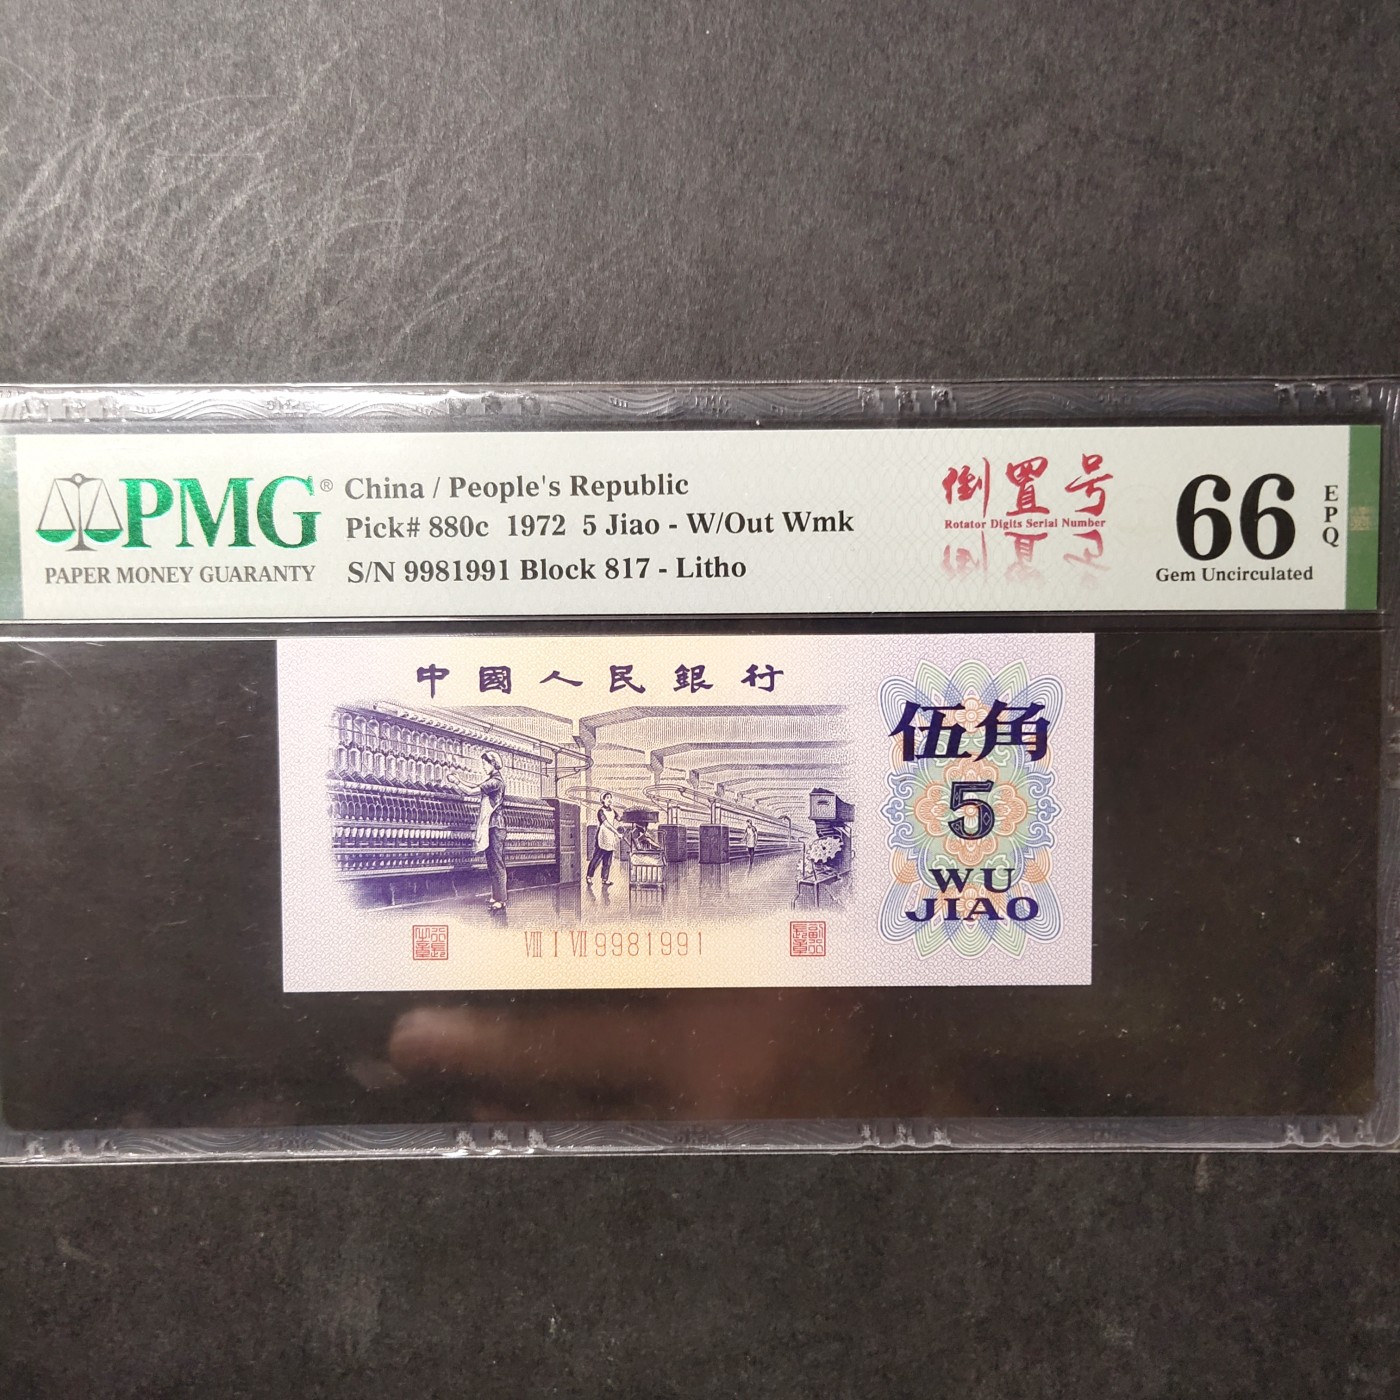 PMG®
PAPER MONEY GUARANTY
China / People's Republic
Pick# 880c 1972 5 Jiao - W/Out Wmk
S/N 9981991 Block 817 - Litho
倒置号
Rotator Digits Serial Number
66
EPQ
Gem Uncirculated
中國人民銀行
伍角
5
WU
JIAO
VIII I VII 9981991